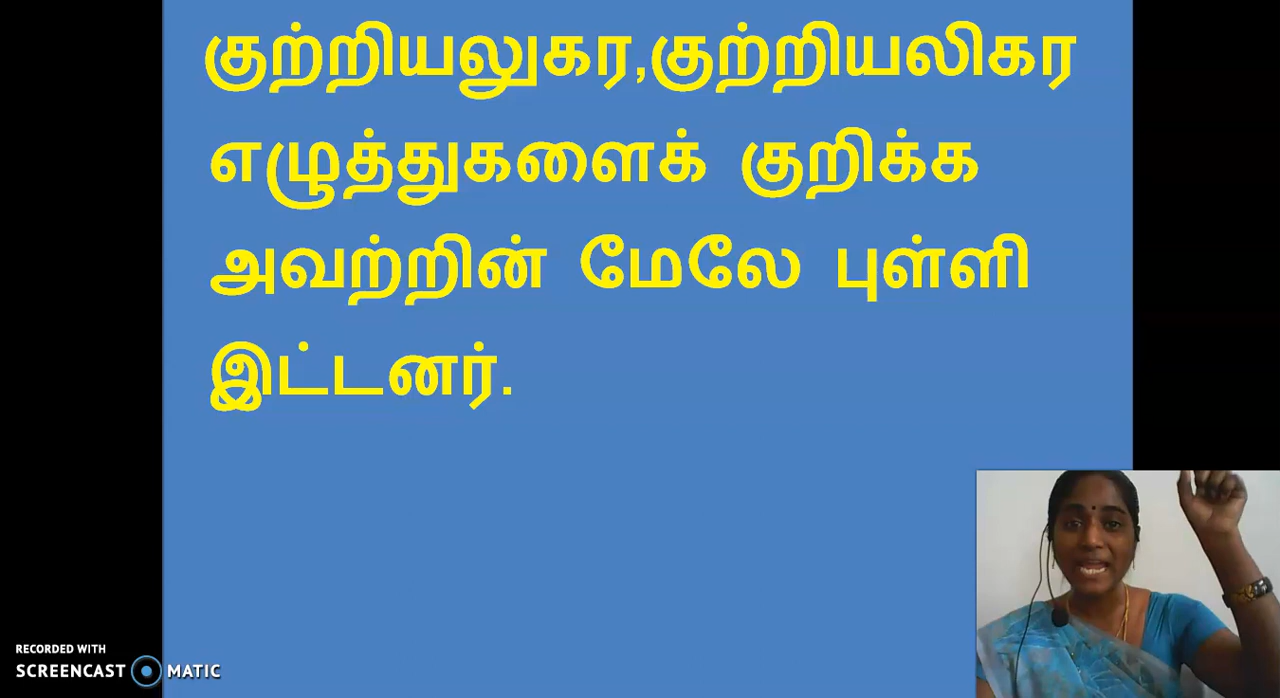 குற்றியலுகர,குற்றியலிகர
எழுத்துகளைக் குறிக்க
அவற்றின் மேலே புள்ளி
இட்டனர்.
RECORDED WITH
SCREENCAST MATIC